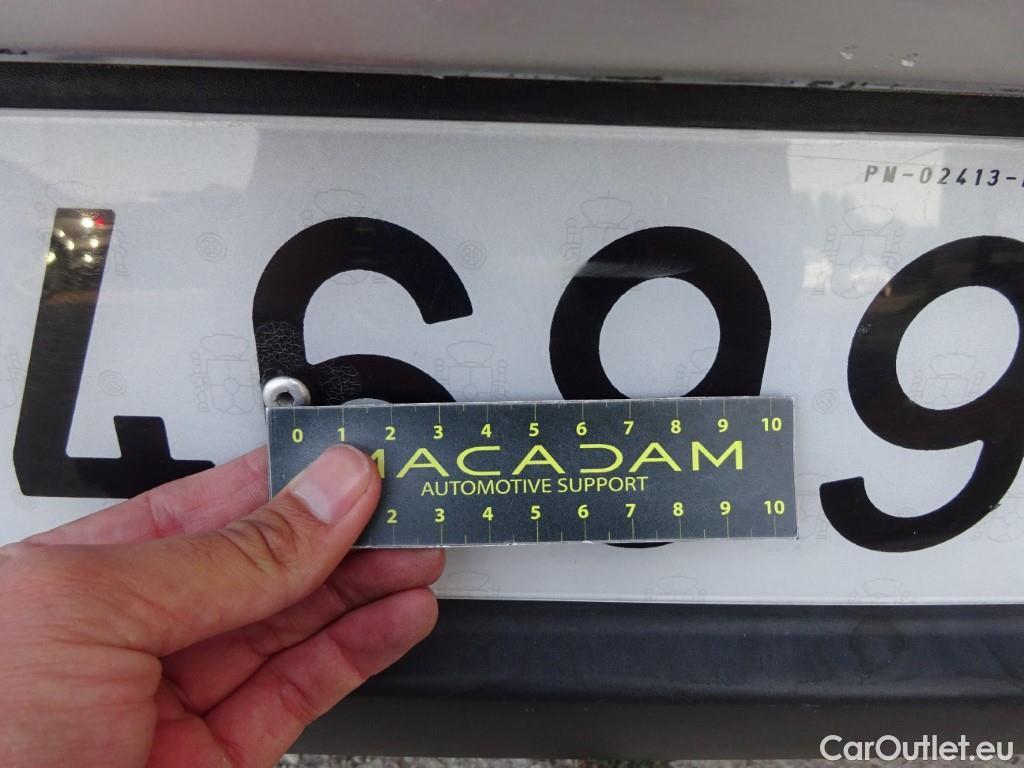 PM-02413-
4699
0 1 2 3 4 5 6 7 8 9 10
MACADAM
AUTOMOTIVE SUPPORT
2 3 4 5 6 7 8 9 10
CarOutlet.eu